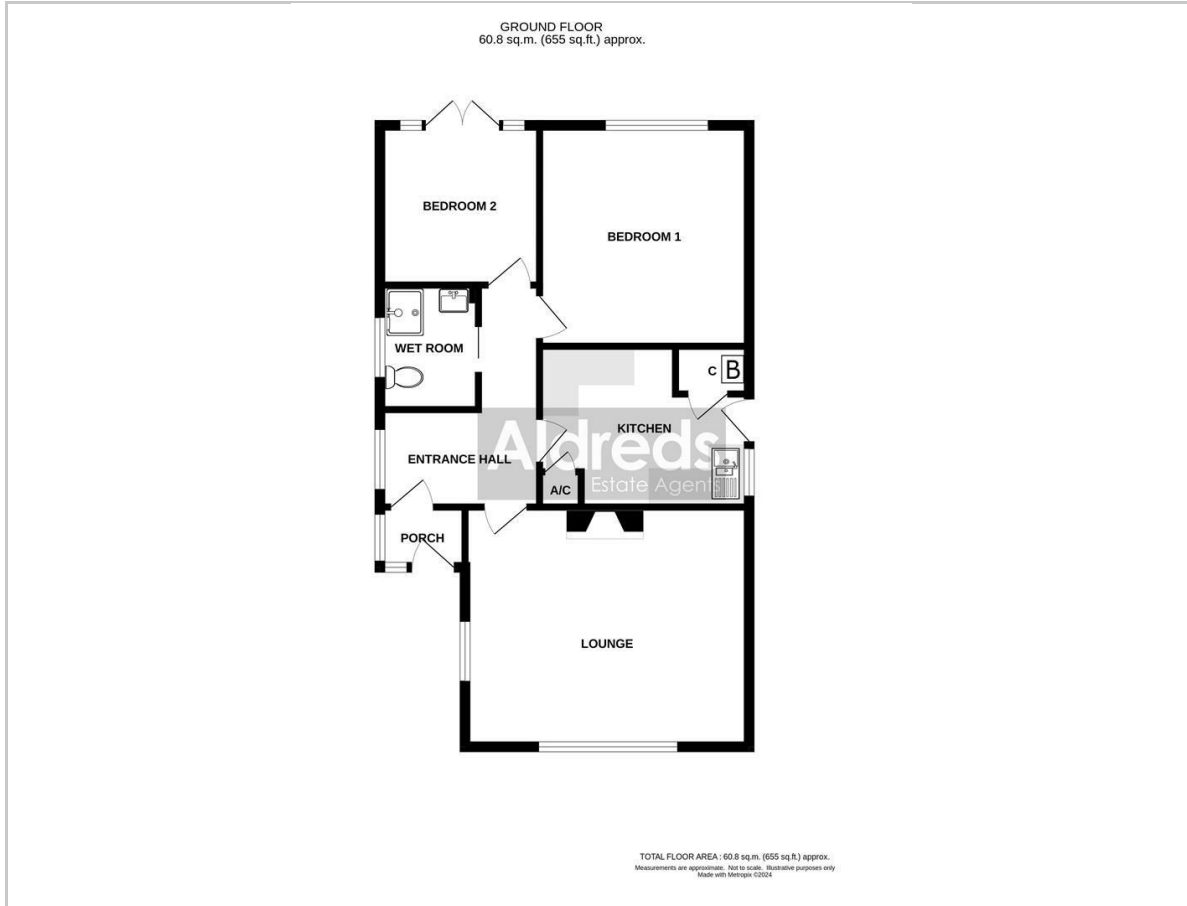 GROUND FLOOR
60.8 sq.m. (655 sq.ft.) approx.
BEDROOM 2
BEDROOM 1
WET ROOM
C B
KITCHEN
Aldreds
ENTRANCE HALL
Estate Agents
A/C
PORCH
LOUNGE
TOTAL FLOOR AREA : 60.8 sq.m. (655 sq.ft.) approx.
Measurements are approximate. Not to scale. Illustrative purposes only
Made with Metropix ©2024